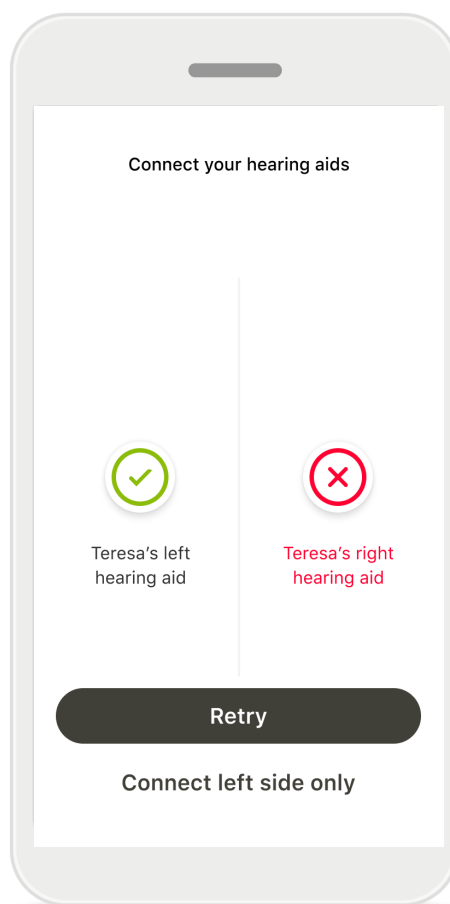 Connect your hearing aids
Teresa’s left
hearing aid
Teresa’s right
hearing aid
Retry
Connect left side only